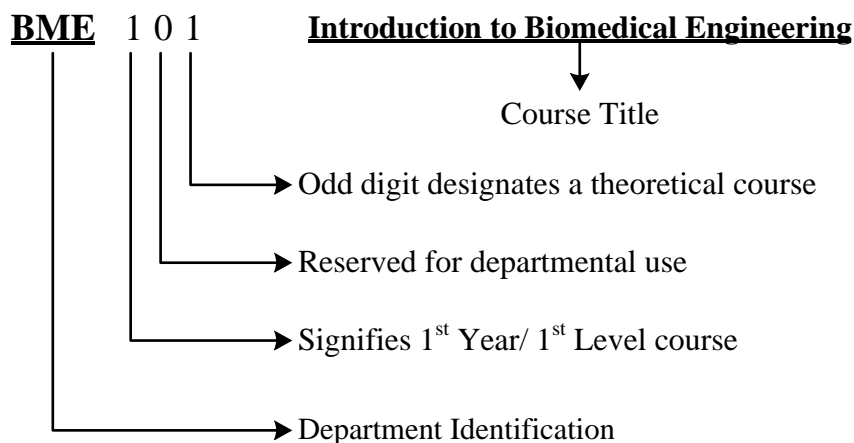 BME 1 0 1 Introduction to Biomedical Engineering
Course Title
Odd digit designates a theoretical course
Reserved for departmental use
Signifies 1st Year/ 1st Level course
Department Identification